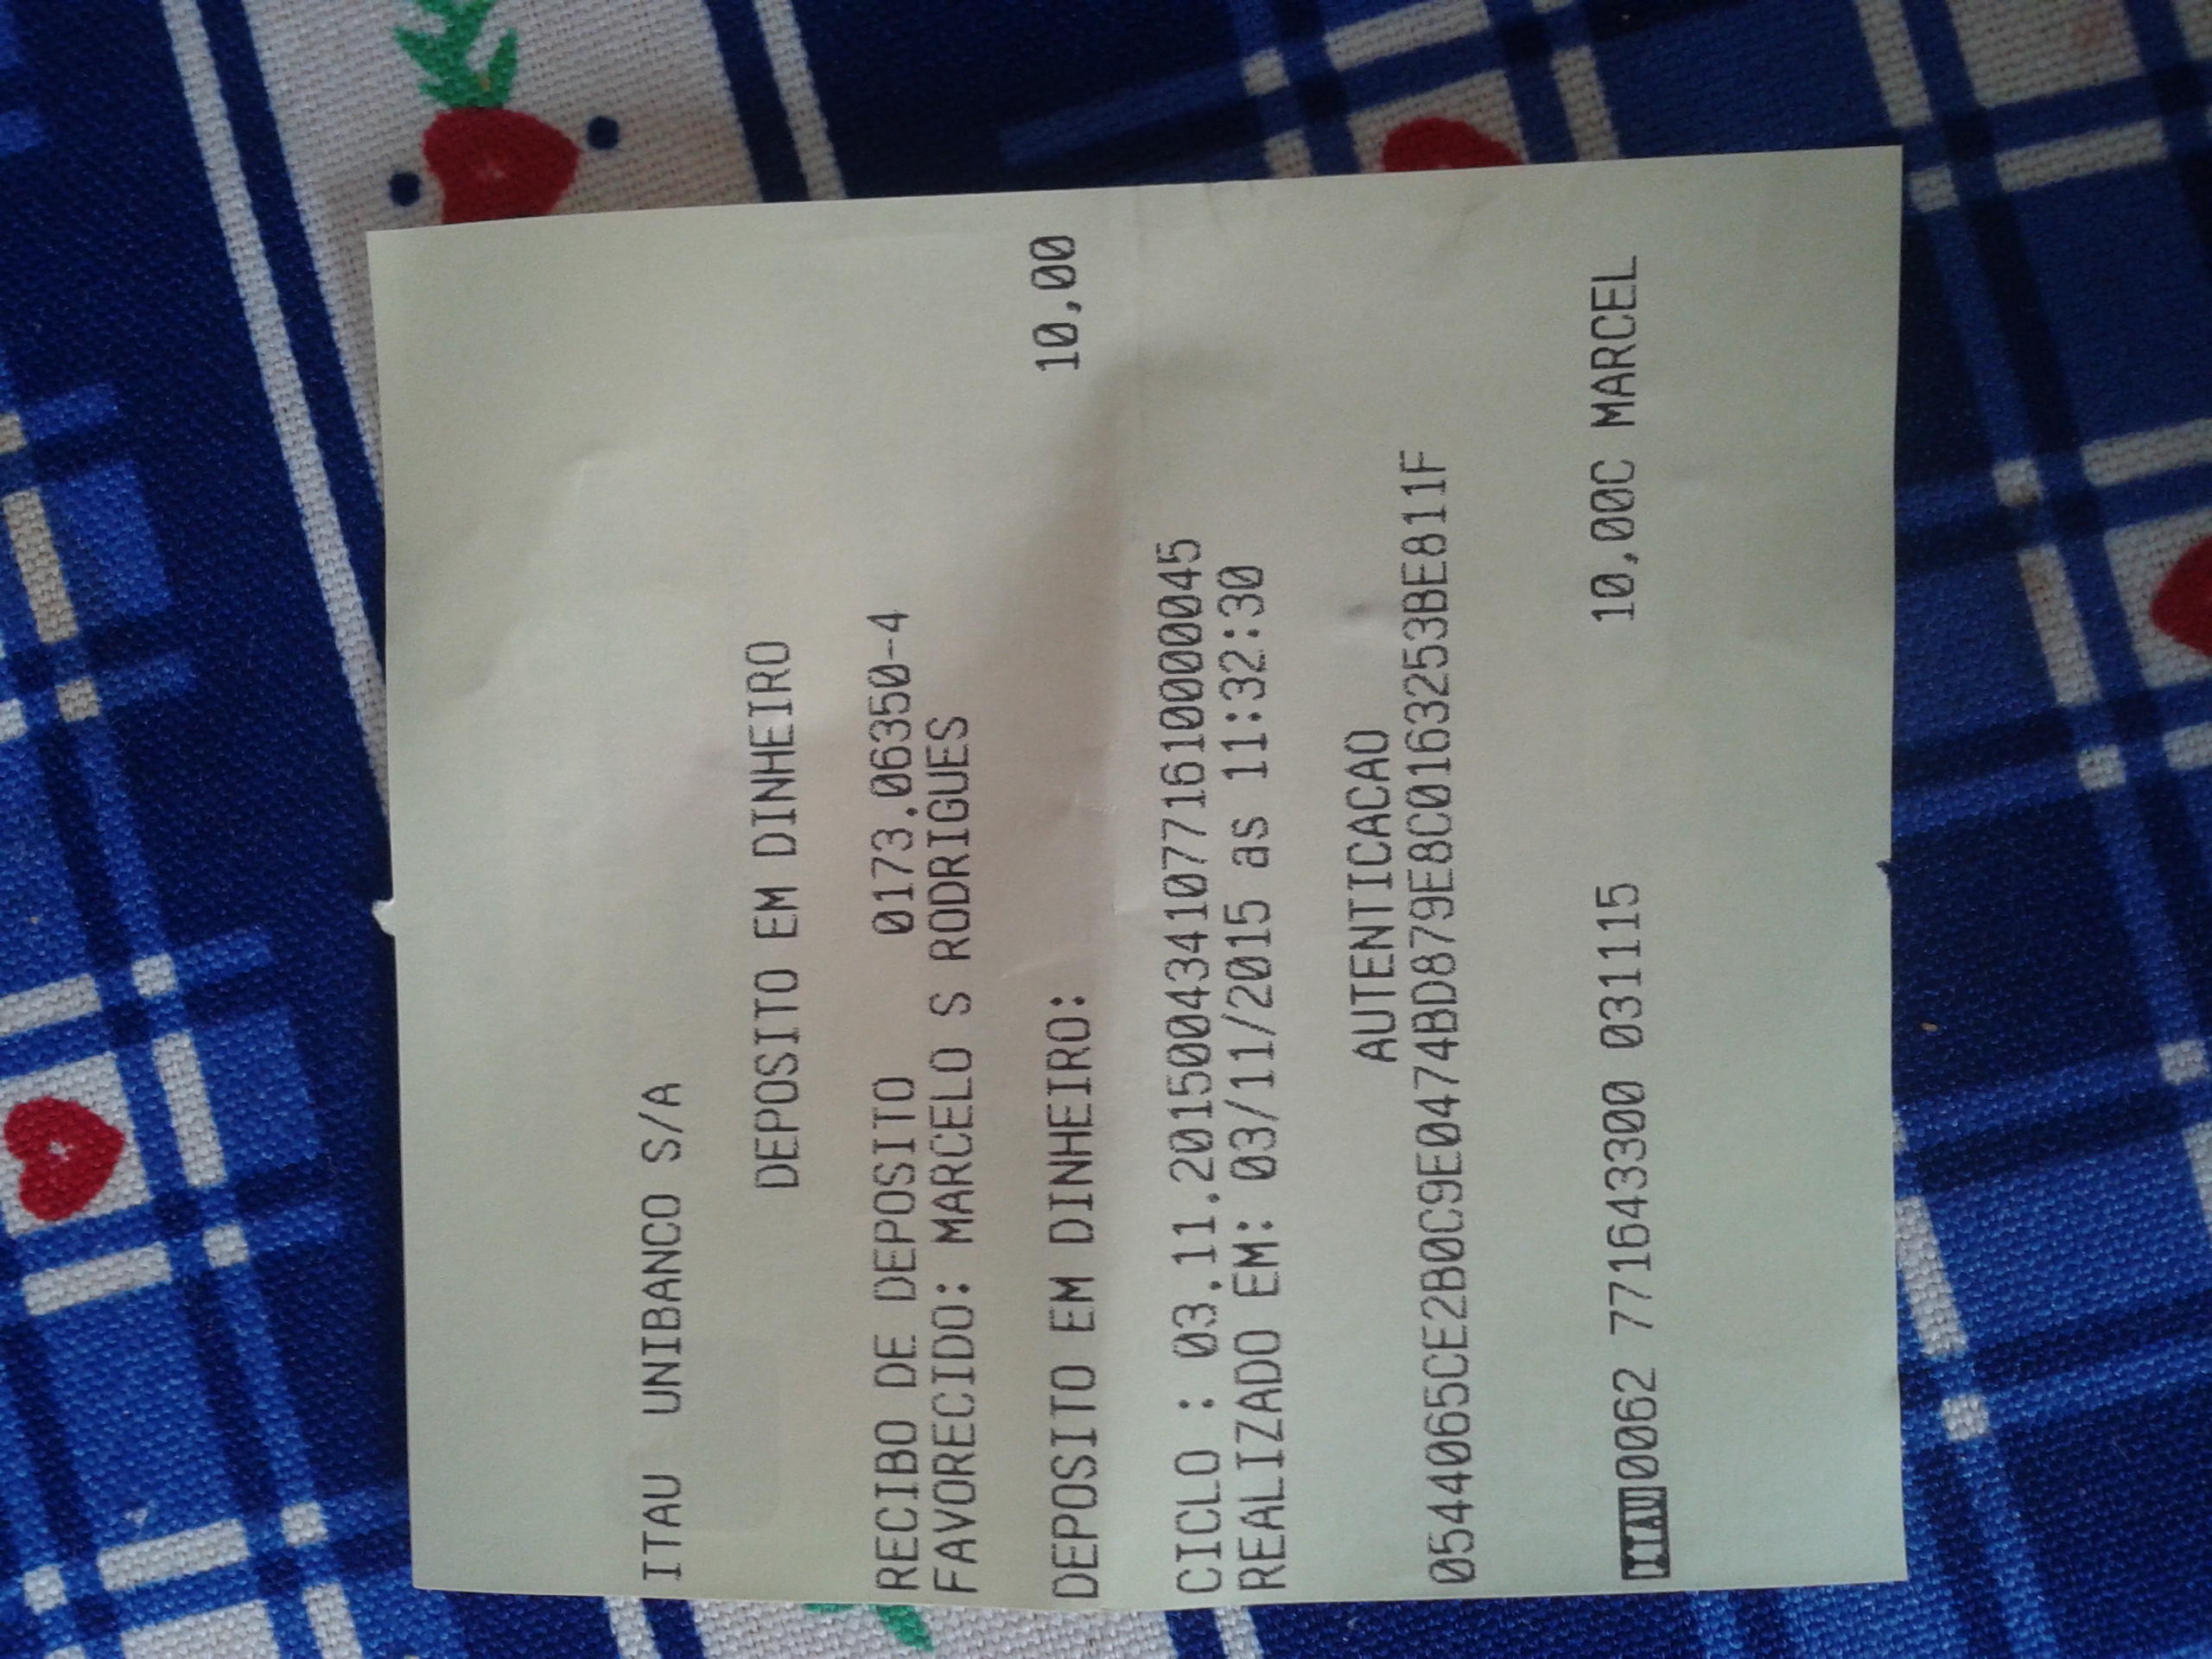 ITAU UNIBANCO S/A
DEPOSITO EM DINHEIRO
RECIBO DE DEPOSITO 0173.06350-4
FAVORECIDO: MARCELO S RODRIGUES
DEPOSITO EM DINHEIRO: 10,00
CICLO : 03.11.20150043410771610000045
REALIZADO EM: 03/11/2015 as 11:32:30
AUTENTICACAO
0544065CE2B0C9E0474BD879E8C0163253BE811F
ITAU0062 771643300 031115 10,00C MARCEL